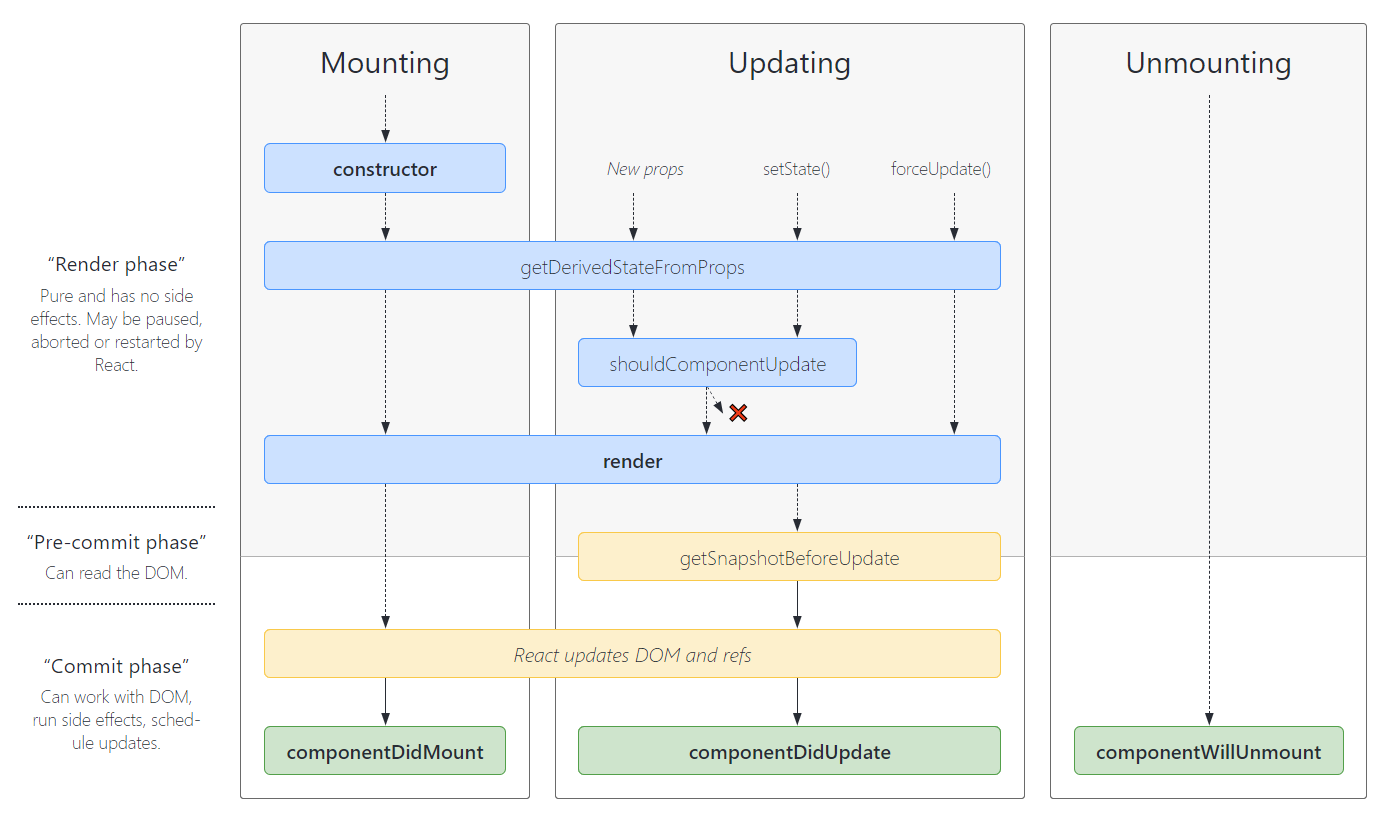 Mounting
Updating
Unmounting
constructor
New props
setState()
forceUpdate()
“Render phase”
Pure and has no side
effects. May be paused,
aborted or restarted by
React.
getDerivedStateFromProps
shouldComponentUpdate
render
“Pre-commit phase”
Can read the DOM.
getSnapshotBeforeUpdate
React updates DOM and refs
“Commit phase”
Can work with DOM,
run side effects, sched-
ule updates.
componentDidMount
componentDidUpdate
componentWillUnmount